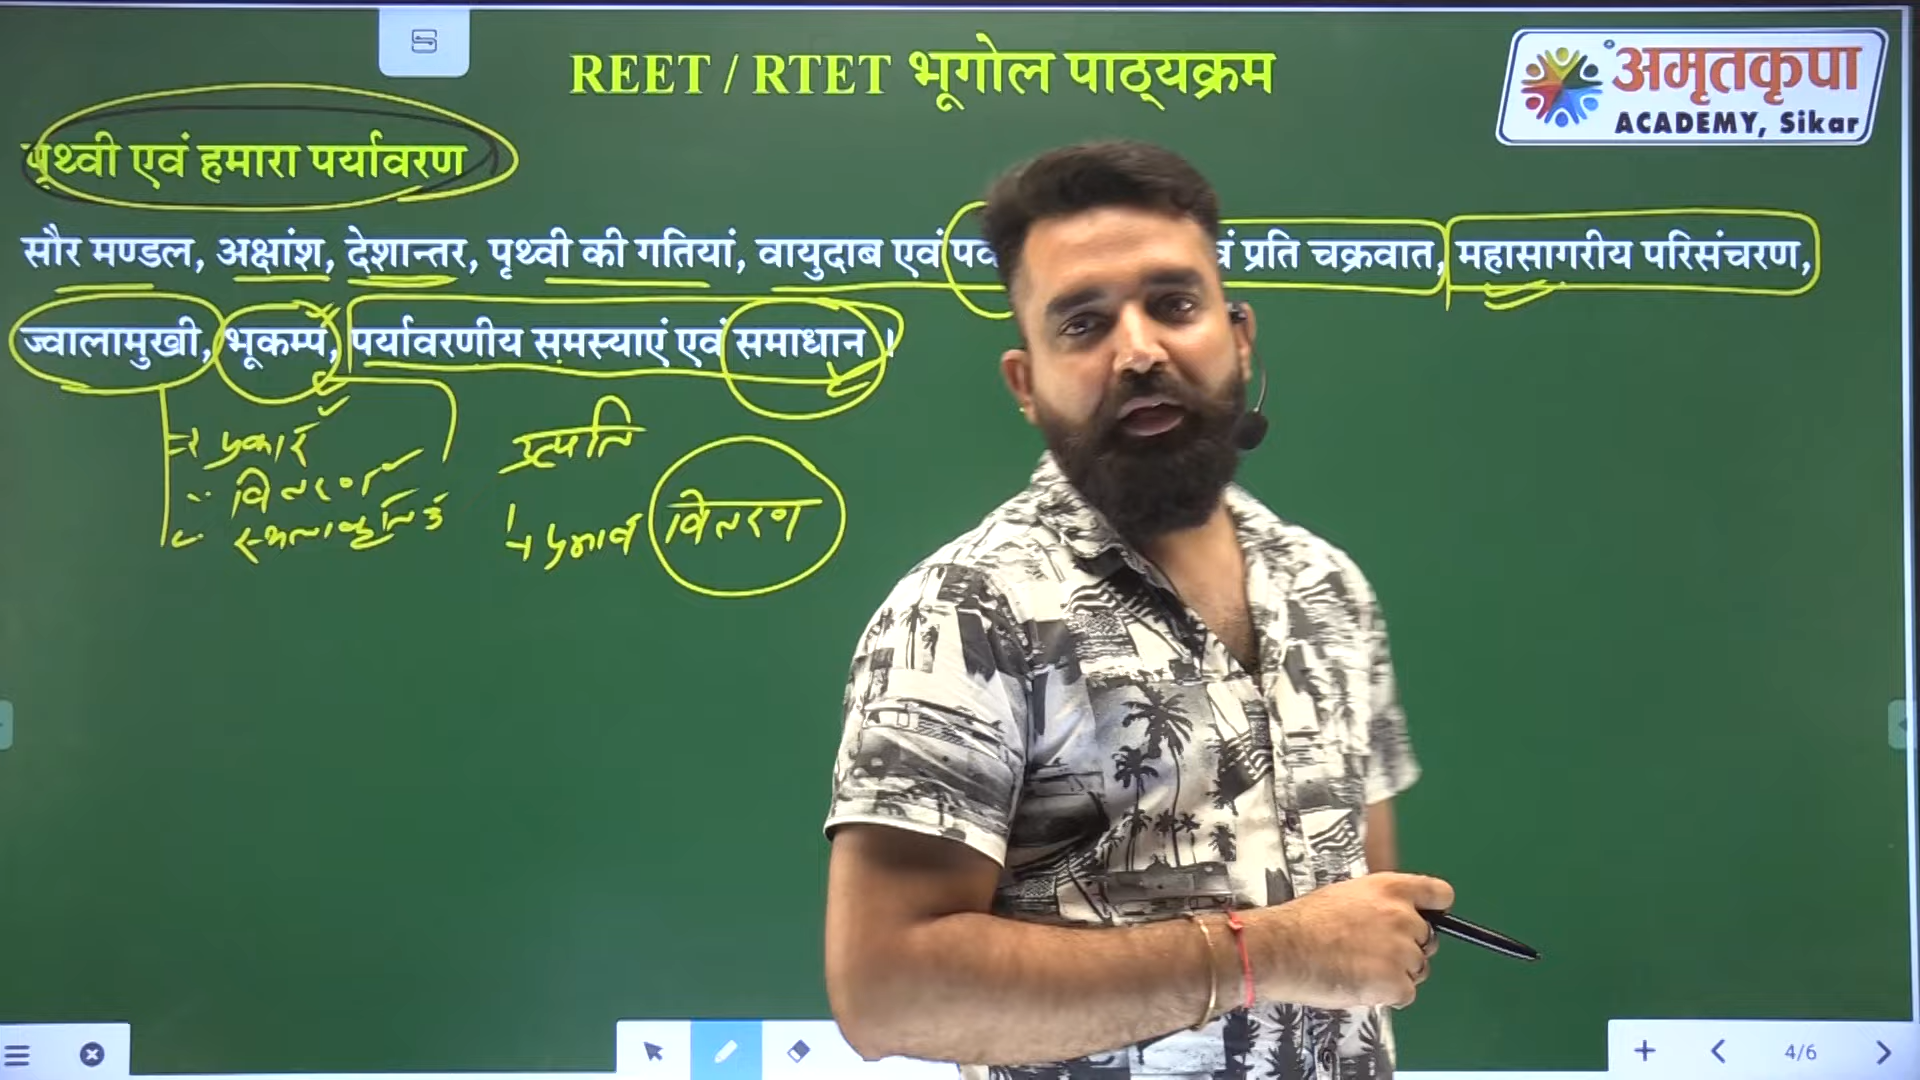 REET / RTET भूगोल पाठ्यक्रम
अमृतकृपा
ACADEMY, Sikar
पृथ्वी एवं हमारा पर्यावरण
सौर मण्डल, अक्षांश, देशान्तर, पृथ्वी की गतियां, वायुदाब एवं प्रति चक्रवात, महासागरीय परिसंचरण,
ज्वालामुखी, भूकम्प, पर्यावरणीय समस्याएं एवं समाधान ।
प्रकार
वितरण
उत्पति
प्रभाव वितरण
4/6